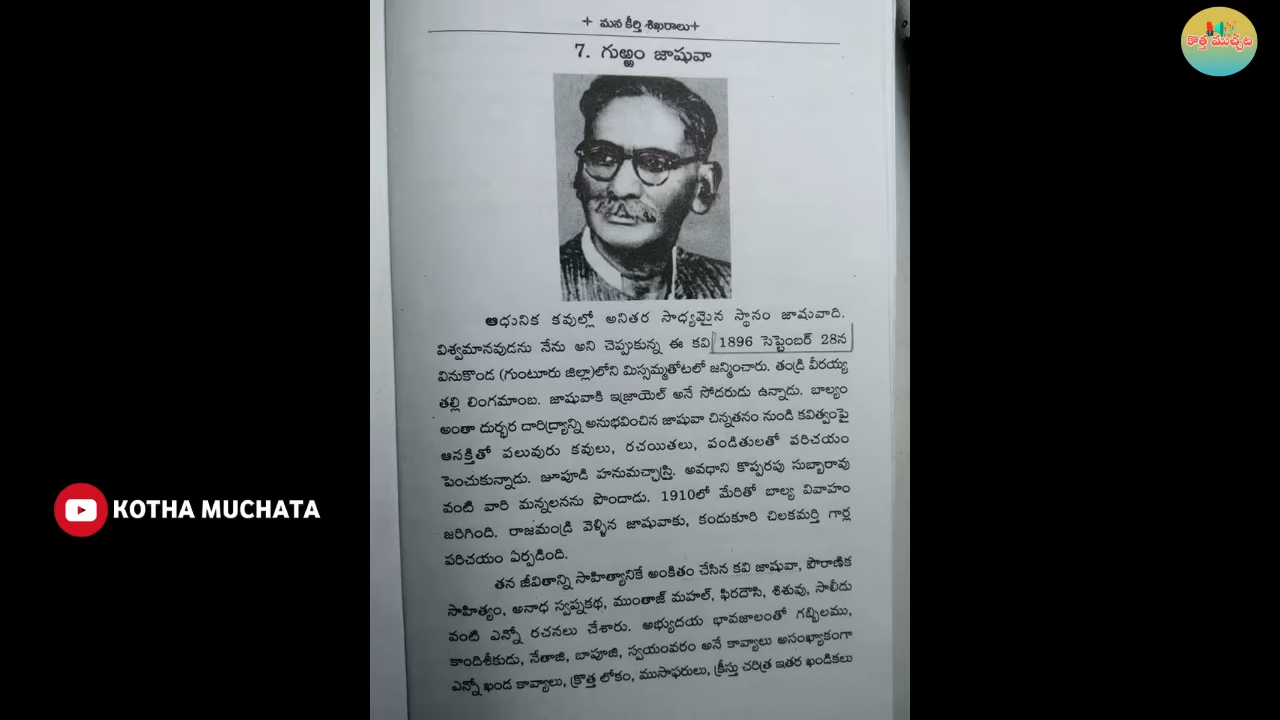 + మన కీర్తి శిఖరాలు+
7. గుఱ్ఱం జాషువా
ఆధునిక కవుల్లో అనితర సాధ్యమైన స్థానం జాషువాది.
విశ్వమానవుడను నేను అని చెప్పుకున్న ఈ కవి 1896 సెప్టెంబర్ 28న
వినుకొండ (గుంటూరు జిల్లా)లోని మిస్సమ్మతోటలో జన్మించారు. తండ్రి వీరయ్య
తల్లి లింగమాంబ. జాషువాకి ఇజ్రాయెల్ అనే సోదరుడు ఉన్నాడు. బాల్యం
అంతా దుర్భర దారిద్ర్యాన్ని అనుభవించిన జాషువా చిన్నతనం నుండి కవిత్వంపై
ఆసక్తితో పలువురు కవులు, రచయితలు, పండితులతో పరిచయం
పెంచుకున్నాడు. జూపూడి హనుమచ్ఛాస్త్రి. అవధాని కొప్పరపు సుబ్బారావు
వంటి వారి మన్నలనను పొందాడు. 1910లో మేరితో బాల్య వివాహం
జరిగింది. రాజమండ్రి వెళ్ళిన జాషువాకు, కందుకూరి చిలకమర్తి గార్ల
పరిచయం ఏర్పడింది.
తన జీవితాన్ని సాహిత్యానికే అంకితం చేసిన కవి జాషువా, పౌరాణిక
సాహిత్యం, అనాధ స్వప్నకథ, ముంతాజ్ మహల్, ఫిరదౌసి, శిశువు, సాలీడు
వంటి ఎన్నో రచనలు చేశారు. అభ్యుదయ భావజాలంతో గబ్బిలము,
కాందిశీకుడు, నేతాజి, బాపూజి, స్వయంవరం అనే కావ్యాలు అసంఖ్యాకంగా
ఎన్నో ఖండ కావ్యాలు, క్రొత్త లోకం, ముసాఫరులు, క్రీస్తు చరిత్ర ఇతర ఖండికలు
KOTHA MUCHATA
కొత్త ముచ్చట